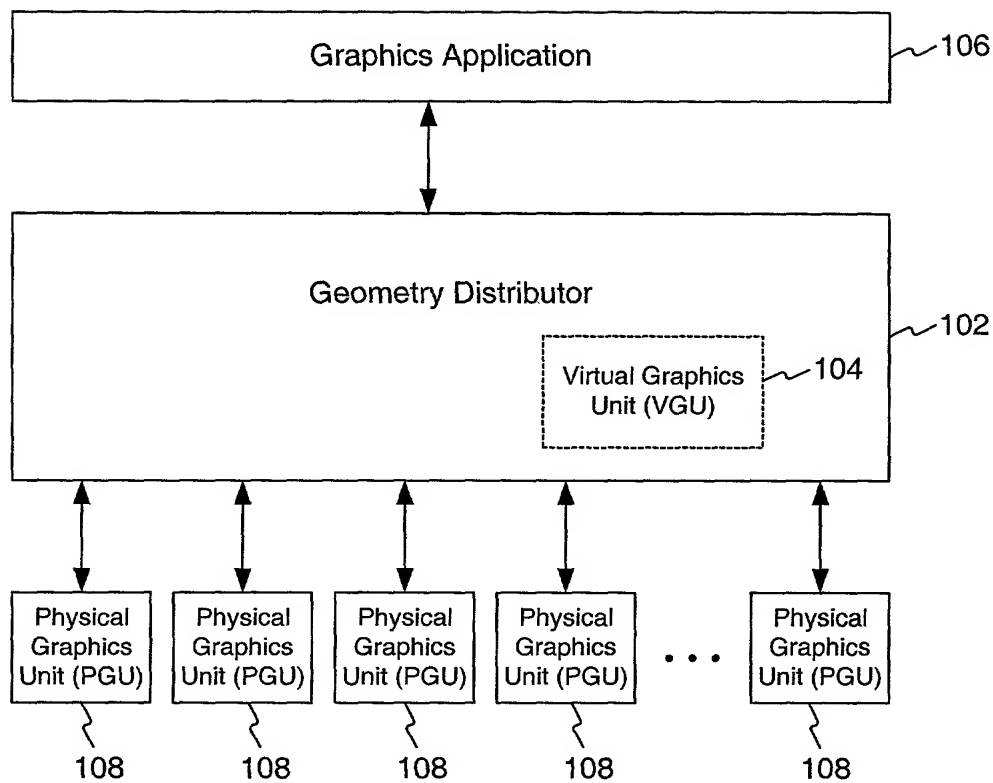 Graphics Application
106
Geometry Distributor
102
Virtual Graphics
Unit (VGU)
104
Physical
Graphics
Unit (PGU)
Physical
Graphics
Unit (PGU)
Physical
Graphics
Unit (PGU)
Physical
Graphics
Unit (PGU)
• • •
Physical
Graphics
Unit (PGU)
108
108
108
108
108